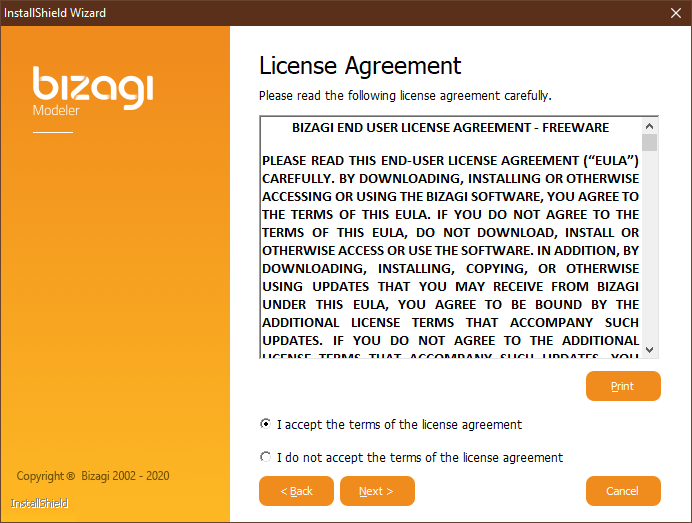 InstallShield Wizard
bizagi
Modeler
License Agreement
Please read the following license agreement carefully.
BIZAGI END USER LICENSE AGREEMENT - FREEWARE
PLEASE READ THIS END-USER LICENSE AGREEMENT (“EULA”)
CAREFULLY. BY DOWNLOADING, INSTALLING OR OTHERWISE
ACCESSING OR USING THE BIZAGI SOFTWARE, YOU AGREE TO
THE TERMS OF THIS EULA. IF YOU DO NOT AGREE TO THE
TERMS OF THIS EULA, DO NOT DOWNLOAD, INSTALL OR
OTHERWISE ACCESS OR USE THE SOFTWARE. IN ADDITION, BY
DOWNLOADING, INSTALLING, COPYING, OR OTHERWISE
USING UPDATES THAT YOU MAY RECEIVE FROM BIZAGI
UNDER THIS EULA, YOU AGREE TO BE BOUND BY THE
ADDITIONAL LICENSE TERMS THAT ACCOMPANY SUCH
UPDATES. IF YOU DO NOT AGREE TO THE ADDITIONAL
LICENSE TERMS THAT ACCOMPANY SUCH UPDATES, YOU
Print
I accept the terms of the license agreement
I do not accept the terms of the license agreement
Copyright ® Bizagi 2002 - 2020
InstallShield
< Back
Next >
Cancel